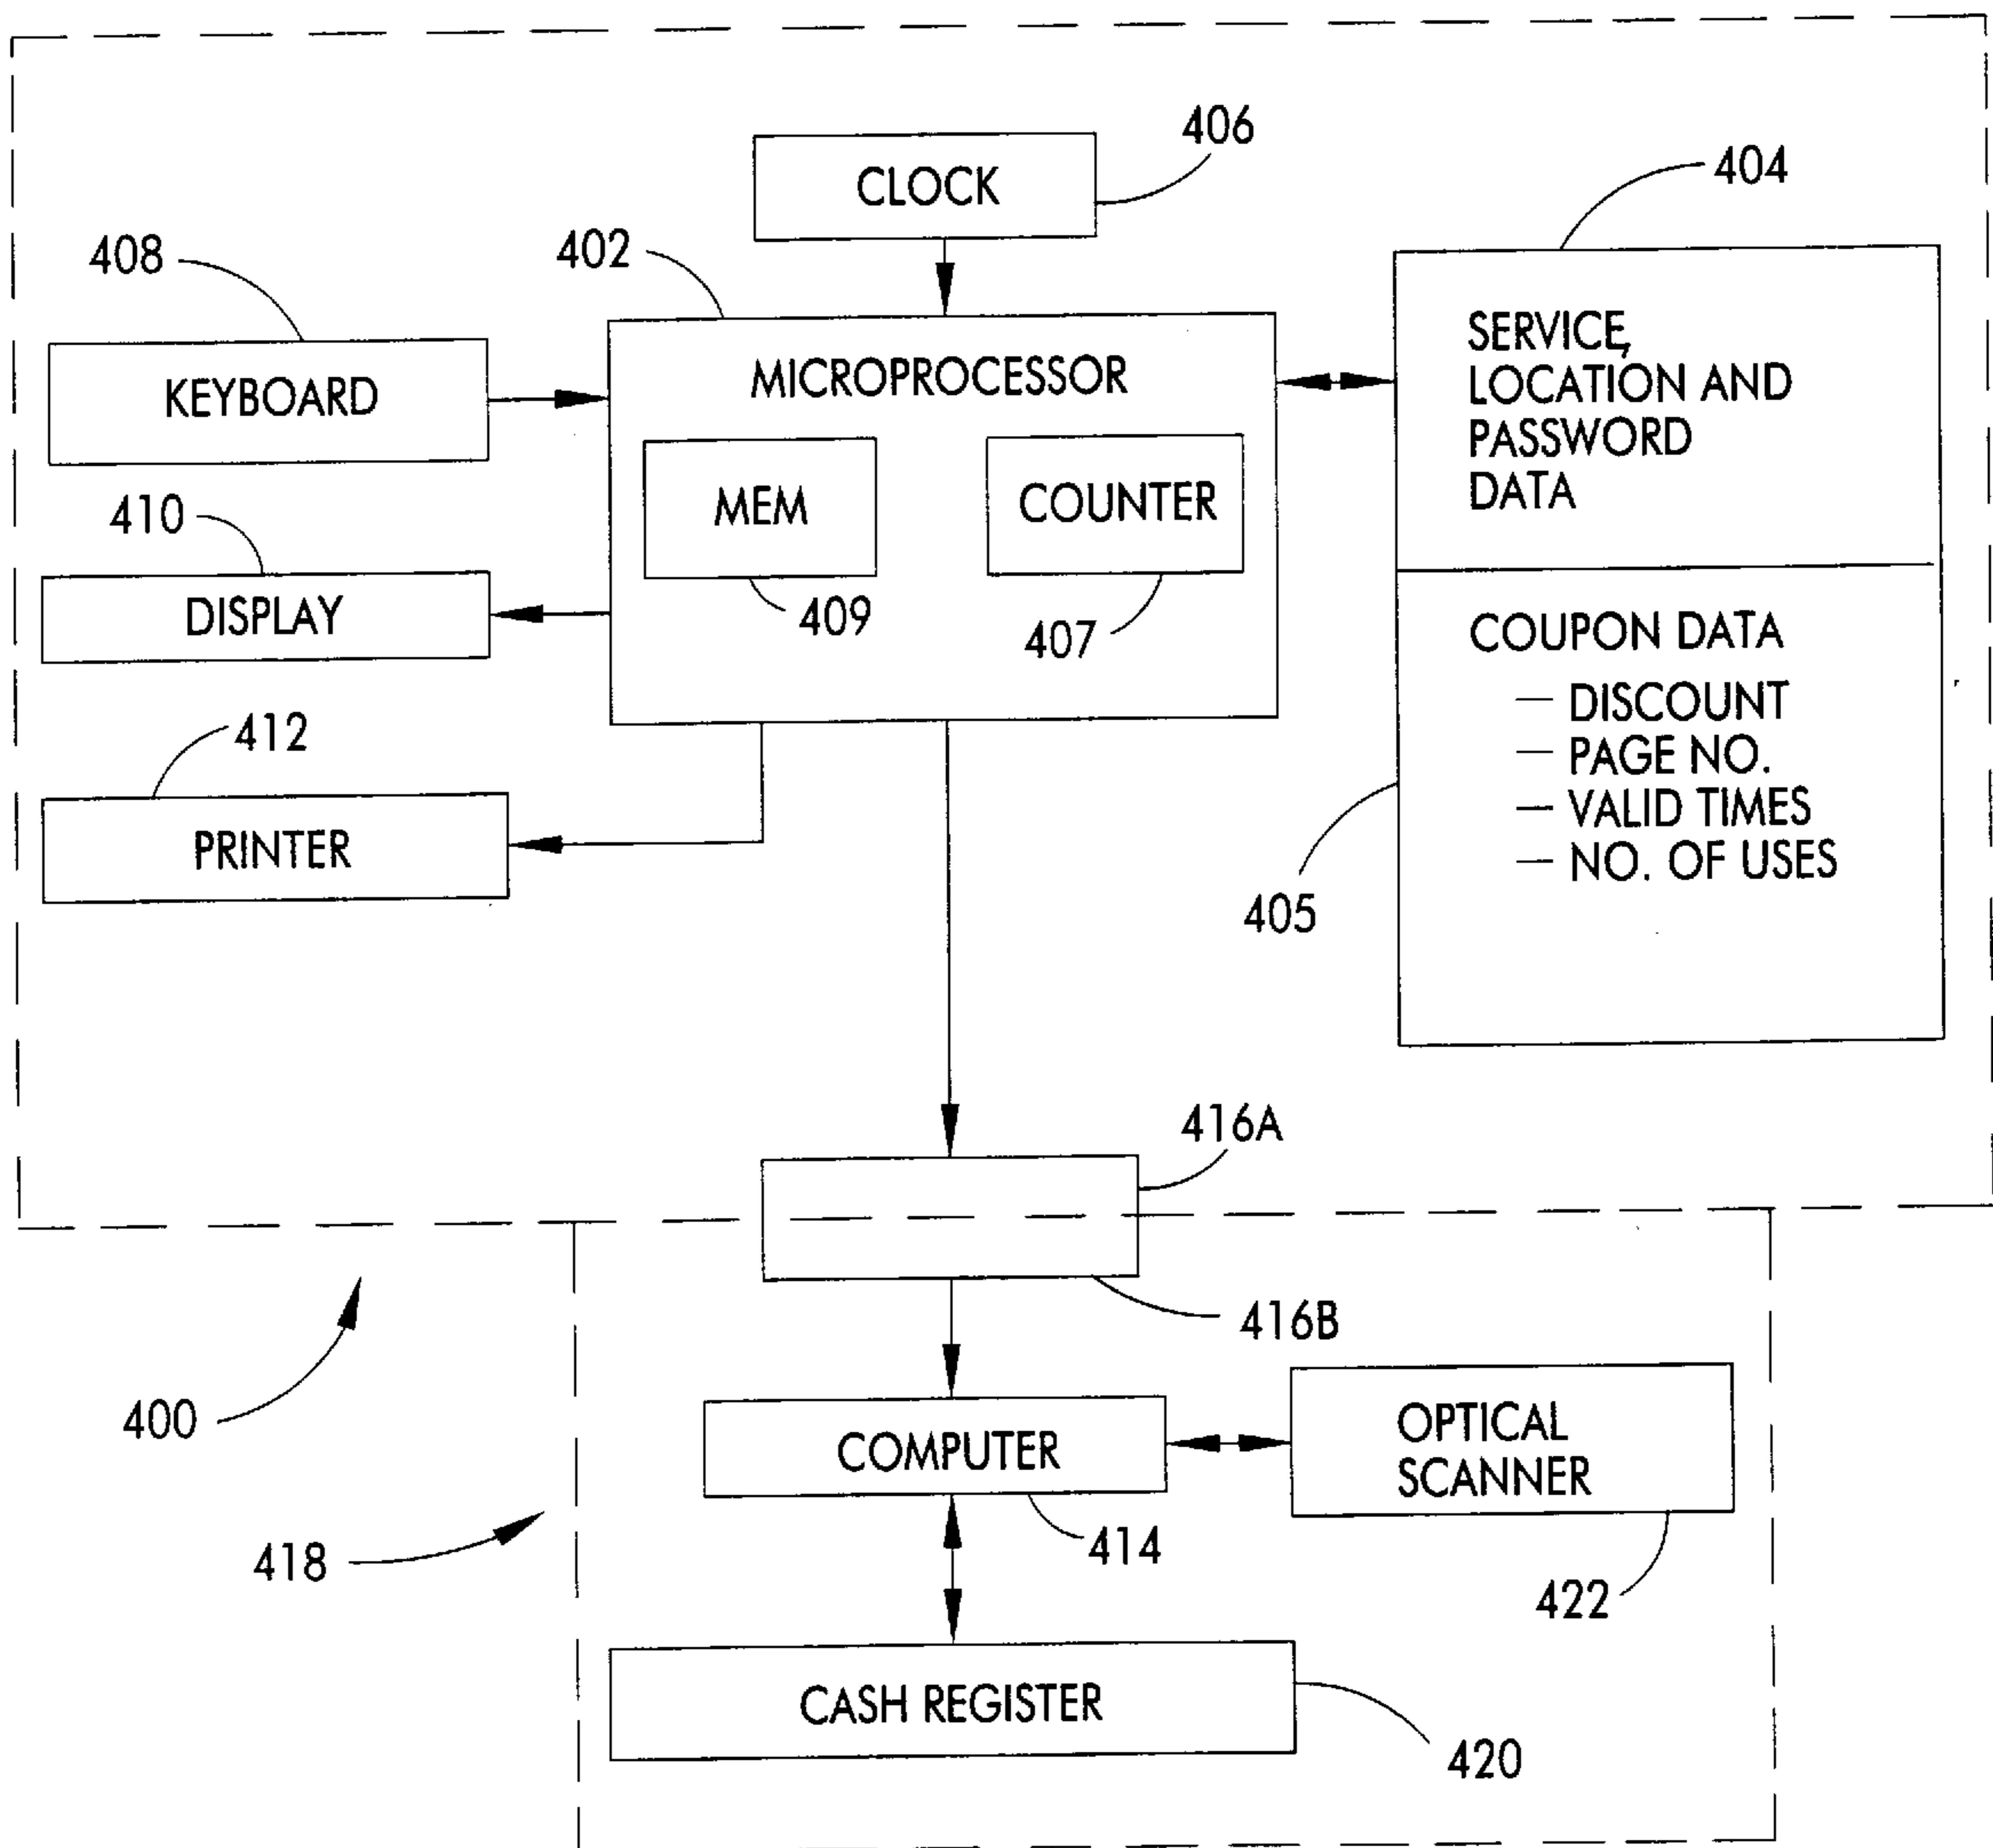 406
CLOCK
404
408
402
KEYBOARD
MICROPROCESSOR
SERVICE,
LOCATION AND
PASSWORD
DATA
MEM
COUNTER
410
409
407
DISPLAY
COUPON DATA
— DISCOUNT
— PAGE NO.
— VALID TIMES
— NO. OF USES
412
PRINTER
405
416A
416B
400
COMPUTER
OPTICAL
SCANNER
414
418
422
CASH REGISTER
420